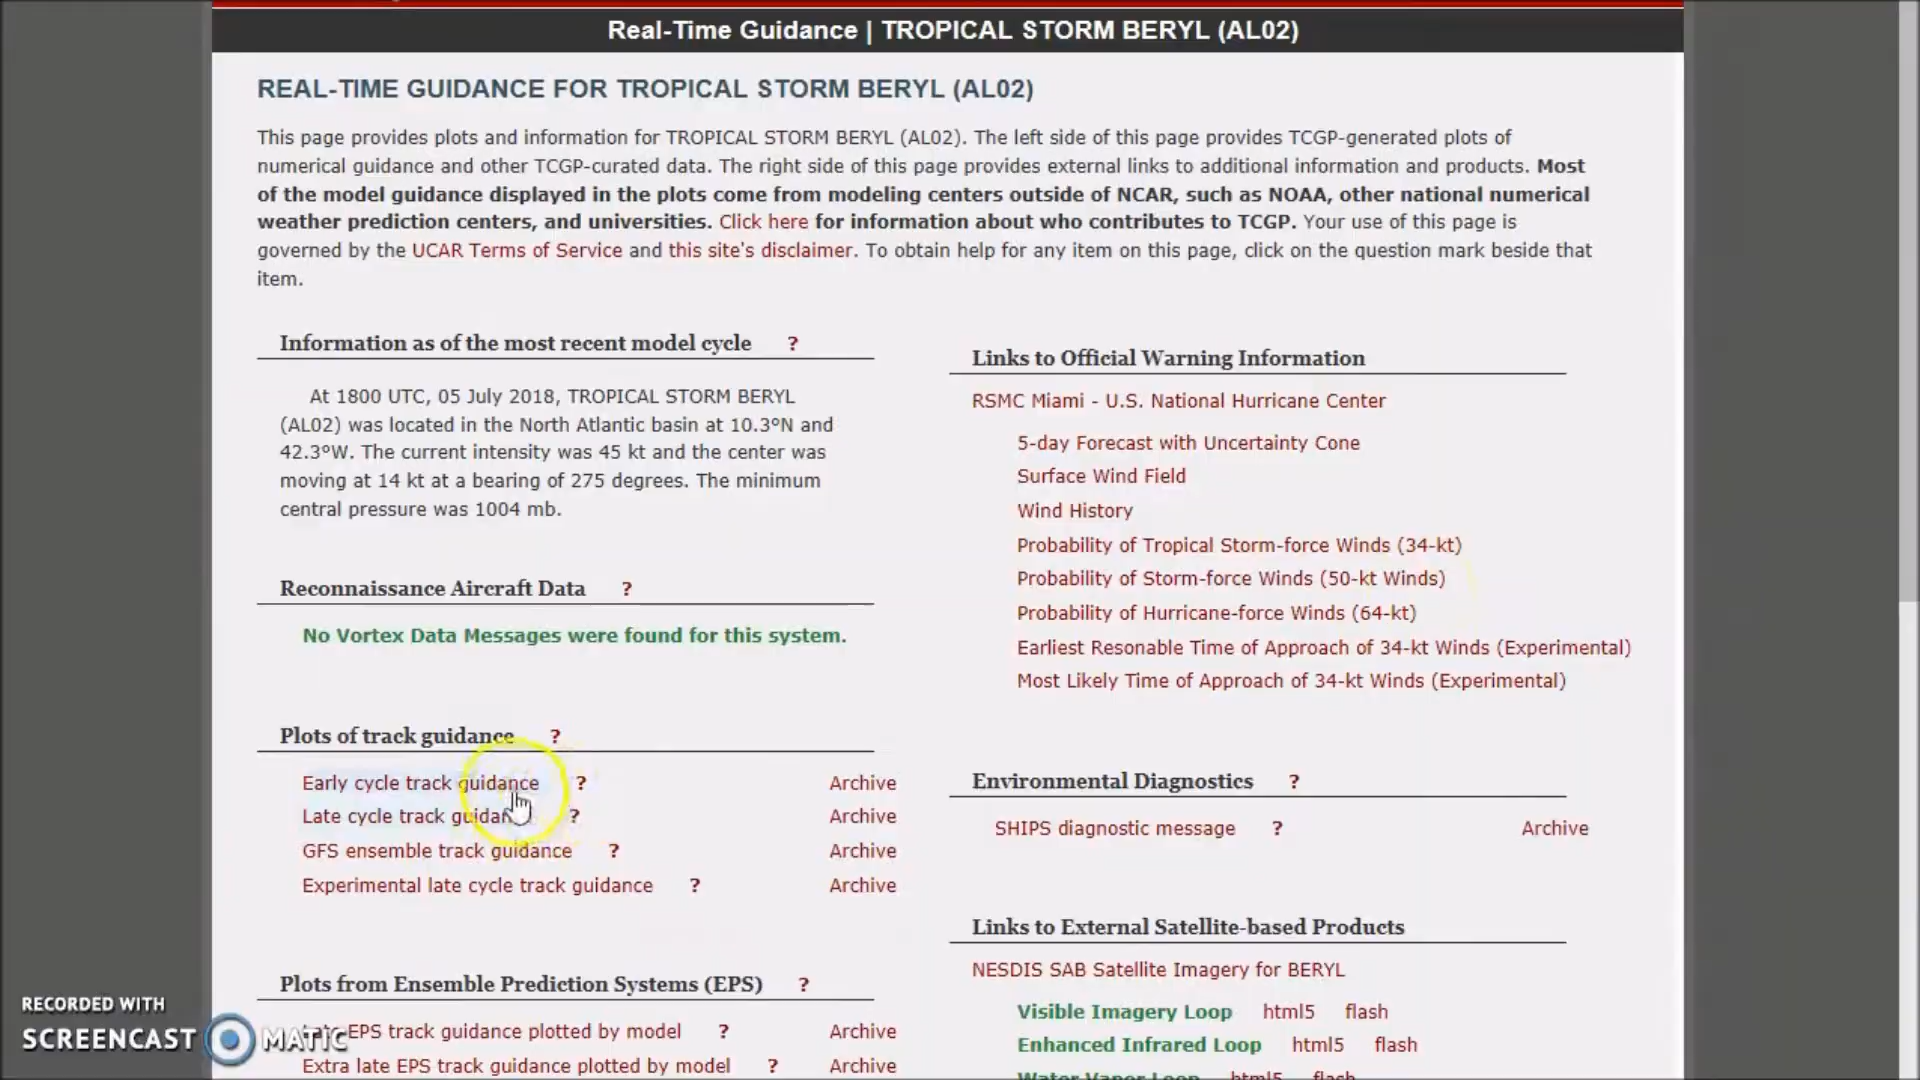 Real-Time Guidance | TROPICAL STORM BERYL (AL02)
REAL-TIME GUIDANCE FOR TROPICAL STORM BERYL (AL02)
This page provides plots and information for TROPICAL STORM BERYL (AL02). The left side of this page provides TCGP-generated plots of
numerical guidance and other TCGP-curated data. The right side of this page provides external links to additional information and products. Most
of the model guidance displayed in the plots come from modeling centers outside of NCAR, such as NOAA, other national numerical
weather prediction centers, and universities. Click here for information about who contributes to TCGP. Your use of this page is
governed by the UCAR Terms of Service and this site's disclaimer. To obtain help for any item on this page, click on the question mark beside that
item.
Information as of the most recent model cycle ?
At 1800 UTC, 05 July 2018, TROPICAL STORM BERYL
(AL02) was located in the North Atlantic basin at 10.3°N and
42.3°W. The current intensity was 45 kt and the center was
moving at 14 kt at a bearing of 275 degrees. The minimum
central pressure was 1004 mb.
Reconnaissance Aircraft Data ?
No Vortex Data Messages were found for this system.
Plots of track guidance ?
Early cycle track guidance ? Archive
Late cycle track ? Archive
GFS ensemble track guidance ? Archive
Experimental late cycle track guidance ? Archive
Plots from Ensemble Prediction Systems (EPS) ?
EPS track guidance plotted by model ? Archive
Extra late EPS track guidance plotted by model ? Archive
Links to Official Warning Information
RSMC Miami - U.S. National Hurricane Center
5-day Forecast with Uncertainty Cone
Surface Wind Field
Wind History
Probability of Tropical Storm-force Winds (34-kt)
Probability of Storm-force Winds (50-kt Winds)
Probability of Hurricane-force Winds (64-kt)
Earliest Resonable Time of Approach of 34-kt Winds (Experimental)
Most Likely Time of Approach of 34-kt Winds (Experimental)
Environmental Diagnostics ?
SHIPS diagnostic message ? Archive
Links to External Satellite-based Products
NESDIS SAB Satellite Imagery for BERYL
Visible Imagery Loop html5 flash
Enhanced Infrared Loop html5 flash
Water Vapor Loop html5 flash
RECORDED WITH
SCREENCAST MATIC